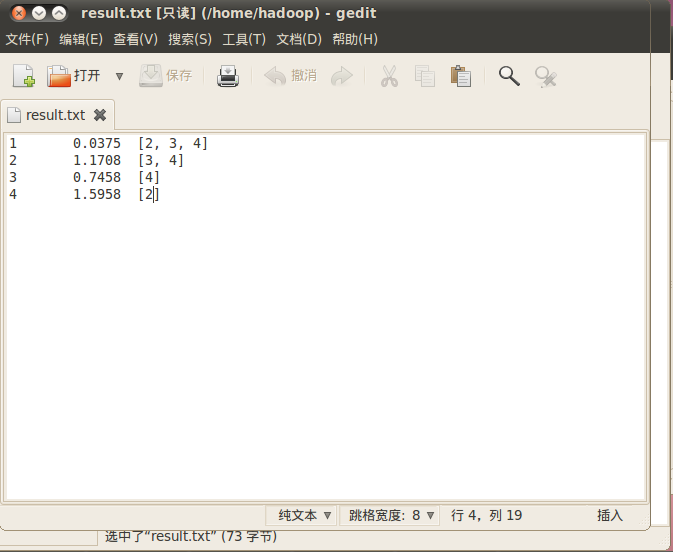 result.txt [只读] (/home/hadoop) - gedit
文件(F) 编辑(E) 查看(V) 搜索(S) 工具(T) 文档(D) 帮助(H)
打开 保存 撤消
result.txt
1 0.0375 [2, 3, 4]
2 1.1708 [3, 4]
3 0.7458 [4]
4 1.5958 [2]
纯文本 跳格宽度: 8 行 4，列 19 插入
选中了“result.txt” (73 字节)